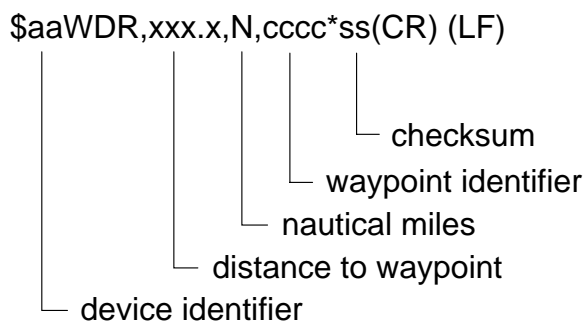 $aaWDR,xxx.x,N,cccc*ss(CR) (LF)
checksum
waypoint identifier
nautical miles
distance to waypoint
device identifier